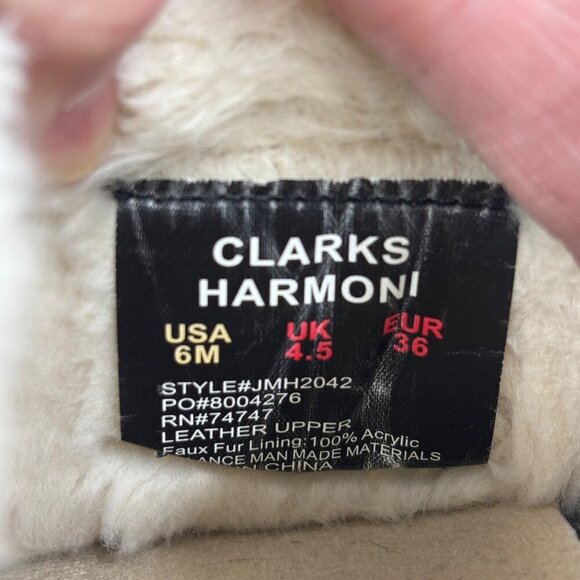 CLARKS
HARMONI
USA UK EUR
6M 4.5 36
STYLE#JMH2042
PO#8004276
RN#74747
LEATHER UPPER
Faux Fur Lining:100% Acrylic
MAN MADE MATERIALS
CHINA